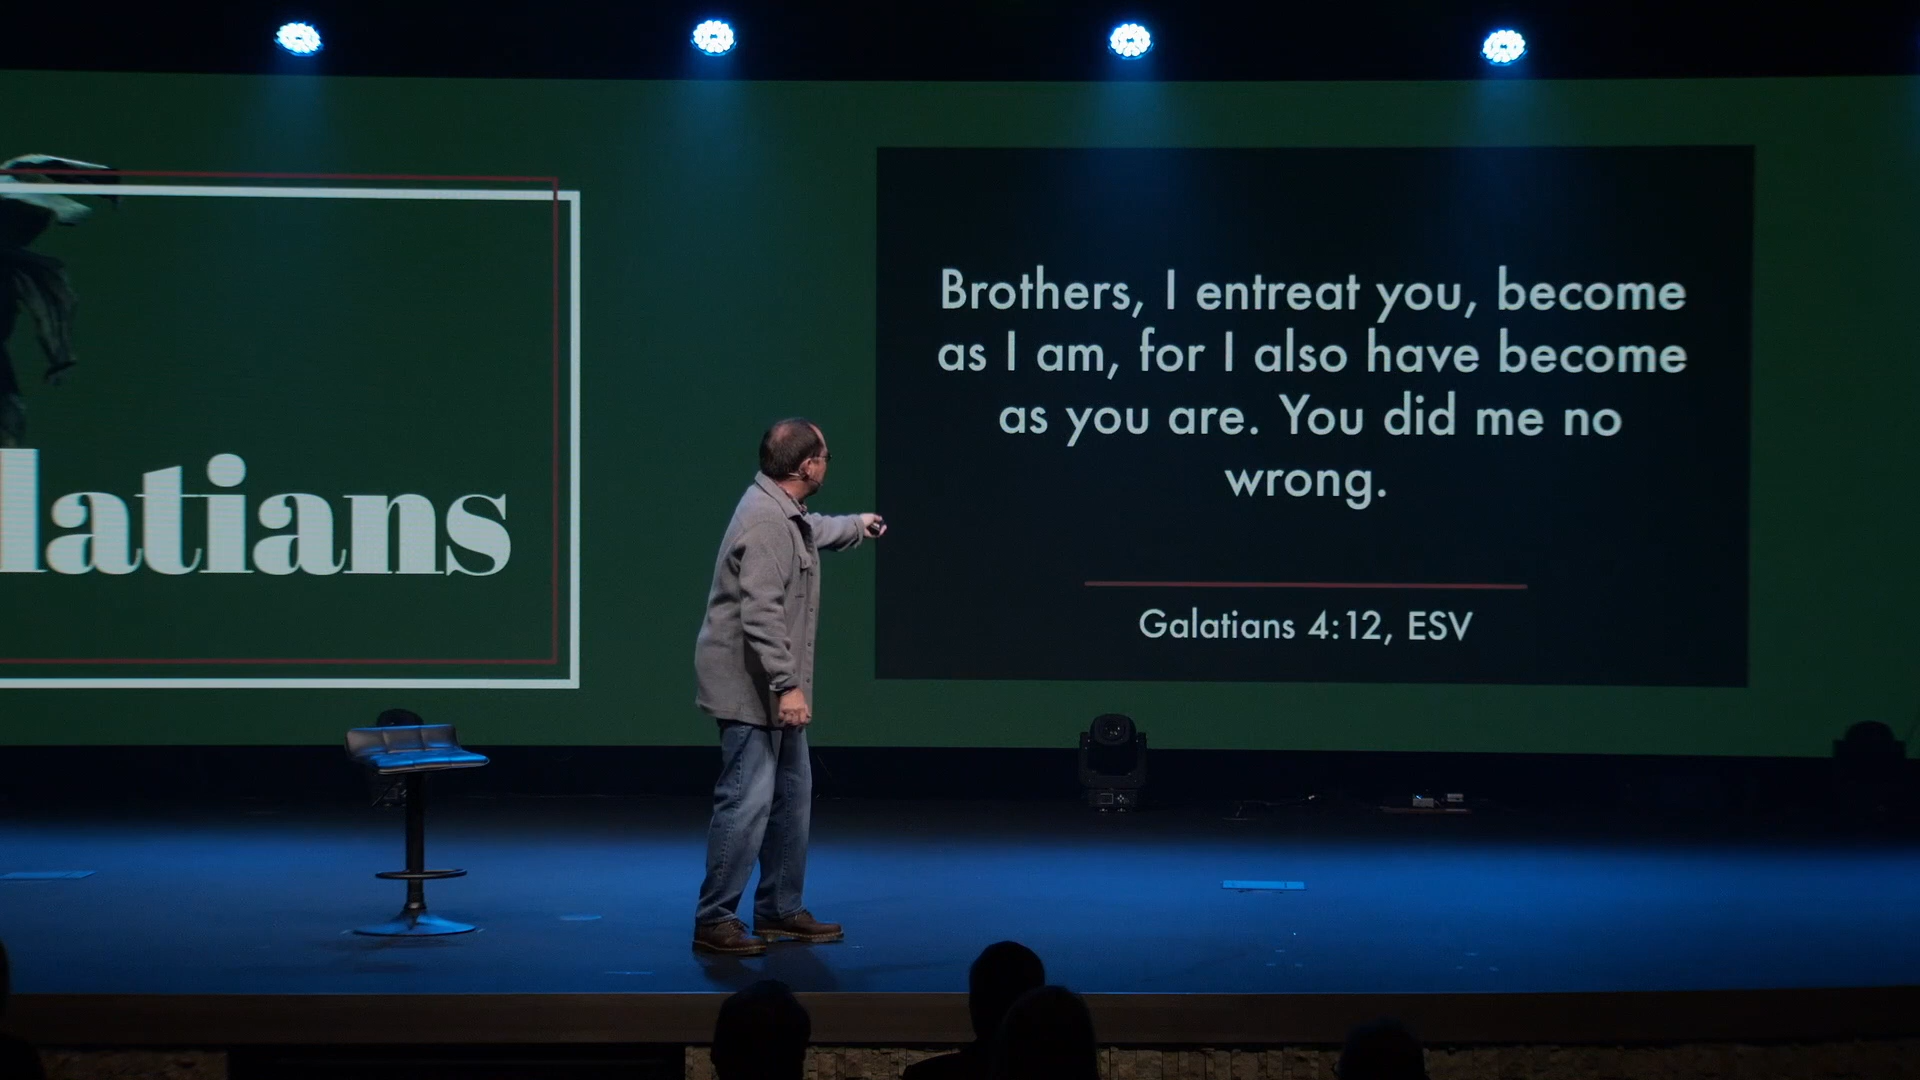 latians
Brothers, I entreat you, become
as I am, for I also have become
as you are. You did me no
wrong.
Galatians 4:12, ESV